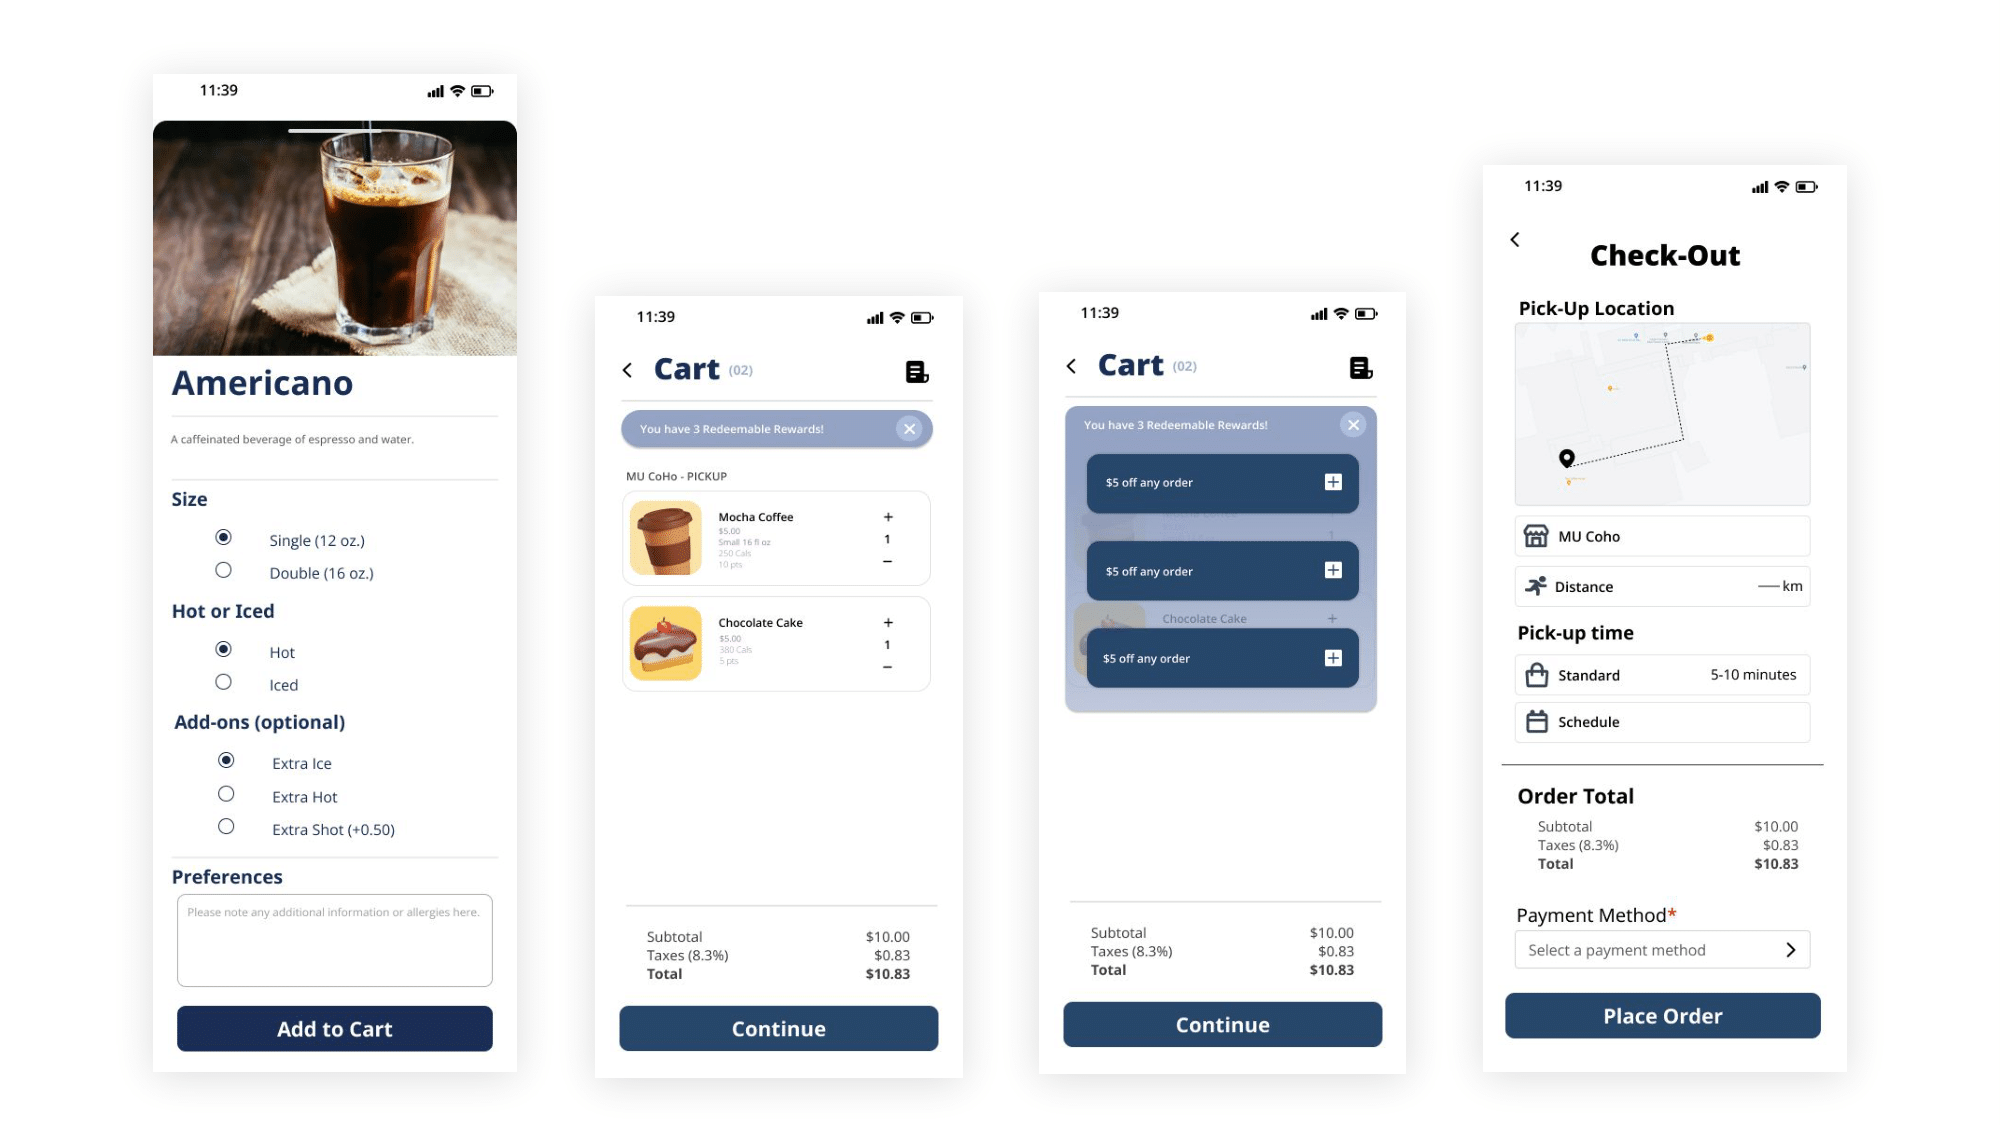 11:39
Americano
A caffeinated beverage of espresso and water.
Size
Single (12 oz.)
Double (16 oz.)
Hot or Iced
Hot
Iced
Add-ons (optional)
Extra Ice
Extra Hot
Extra Shot (+0.50)
Preferences
Please note any additional information or allergies here.
Add to Cart
11:39
Cart (02)
You have 3 Redeemable Rewards!
MU CoHo - PICKUP
Mocha Coffee
$5.00
Small 16 fl oz
250 Cals
10 pts
+
1
−
Chocolate Cake
$5.00
380 Cals
5 pts
+
1
−
Subtotal $10.00
Taxes (8.3%) $0.83
Total $10.83
Continue
11:39
Cart (02)
You have 3 Redeemable Rewards!
$5 off any order
Mocha Coffee
1
$5 off any order
Chocolate Cake +
$5 off any order
Subtotal $10.00
Taxes (8.3%) $0.83
Total $10.83
Continue
11:39
Check-Out
Pick-Up Location
MU Coho
Distance — km
Pick-up time
Standard 5-10 minutes
Schedule
Order Total
Subtotal $10.00
Taxes (8.3%) $0.83
Total $10.83
Payment Method*
Select a payment method
Place Order